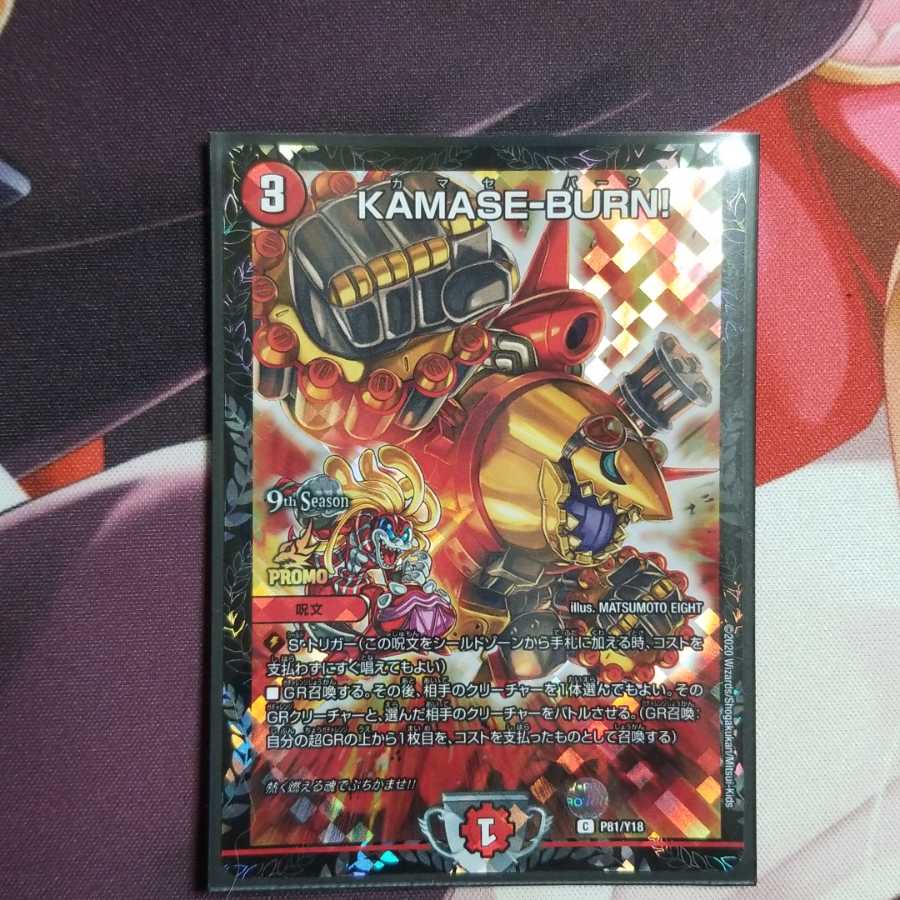 3
カマセ バーン
KAMASE-BURN!
9th Season
PROMO
呪文
illus. MATSUMOTO EIGHT
S・トリガー(この呪文をシールドゾーンから手札に加える時、コストを
支払わずにすぐ唱えてもよい)
■GR召喚する。その後、相手のクリーチャーを1体選んでもよい。その
GRクリーチャーと、選んだ相手のクリーチャーをバトルさせる。(GR召喚:
自分の超GRの上から1枚目を、コストを支払ったものとして召喚する)
熱く燃える魂でぶちかませ!!
1
C P81/Y18
©2020 Wizards/Shogakukan/Mitsui-Kids